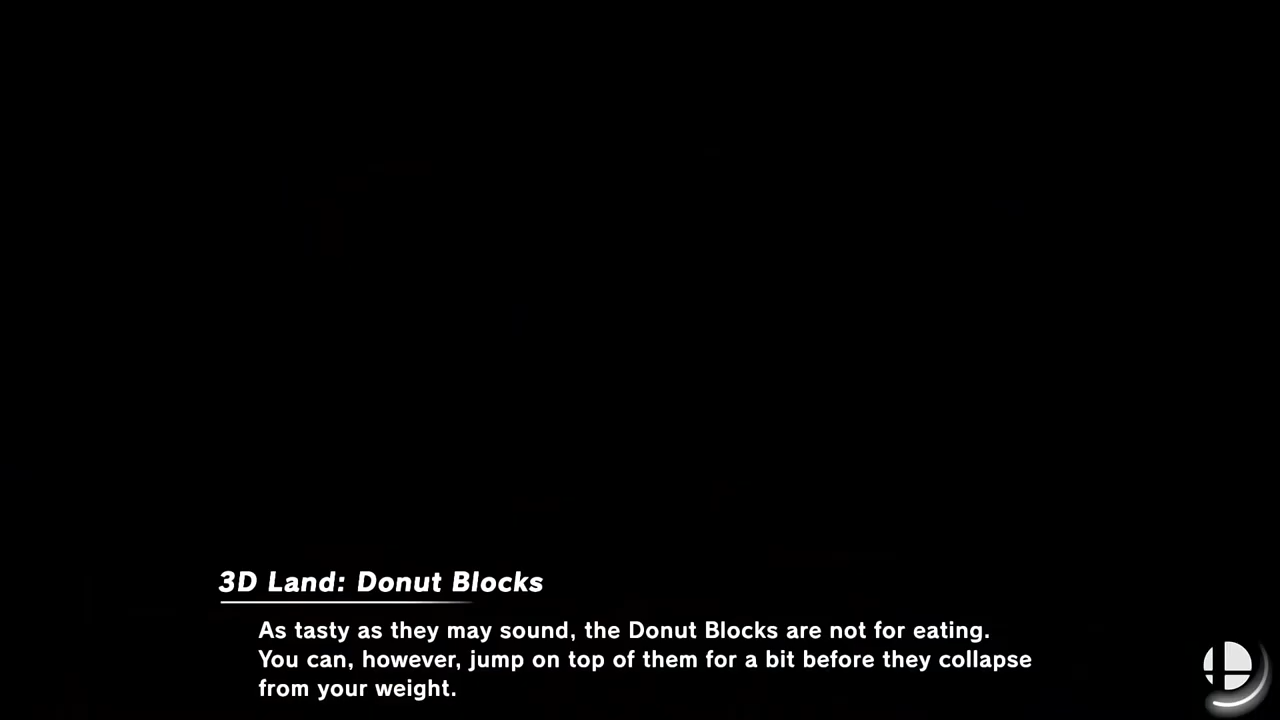 3D Land: Donut Blocks
As tasty as they may sound, the Donut Blocks are not for eating.
You can, however, jump on top of them for a bit before they collapse
from your weight.